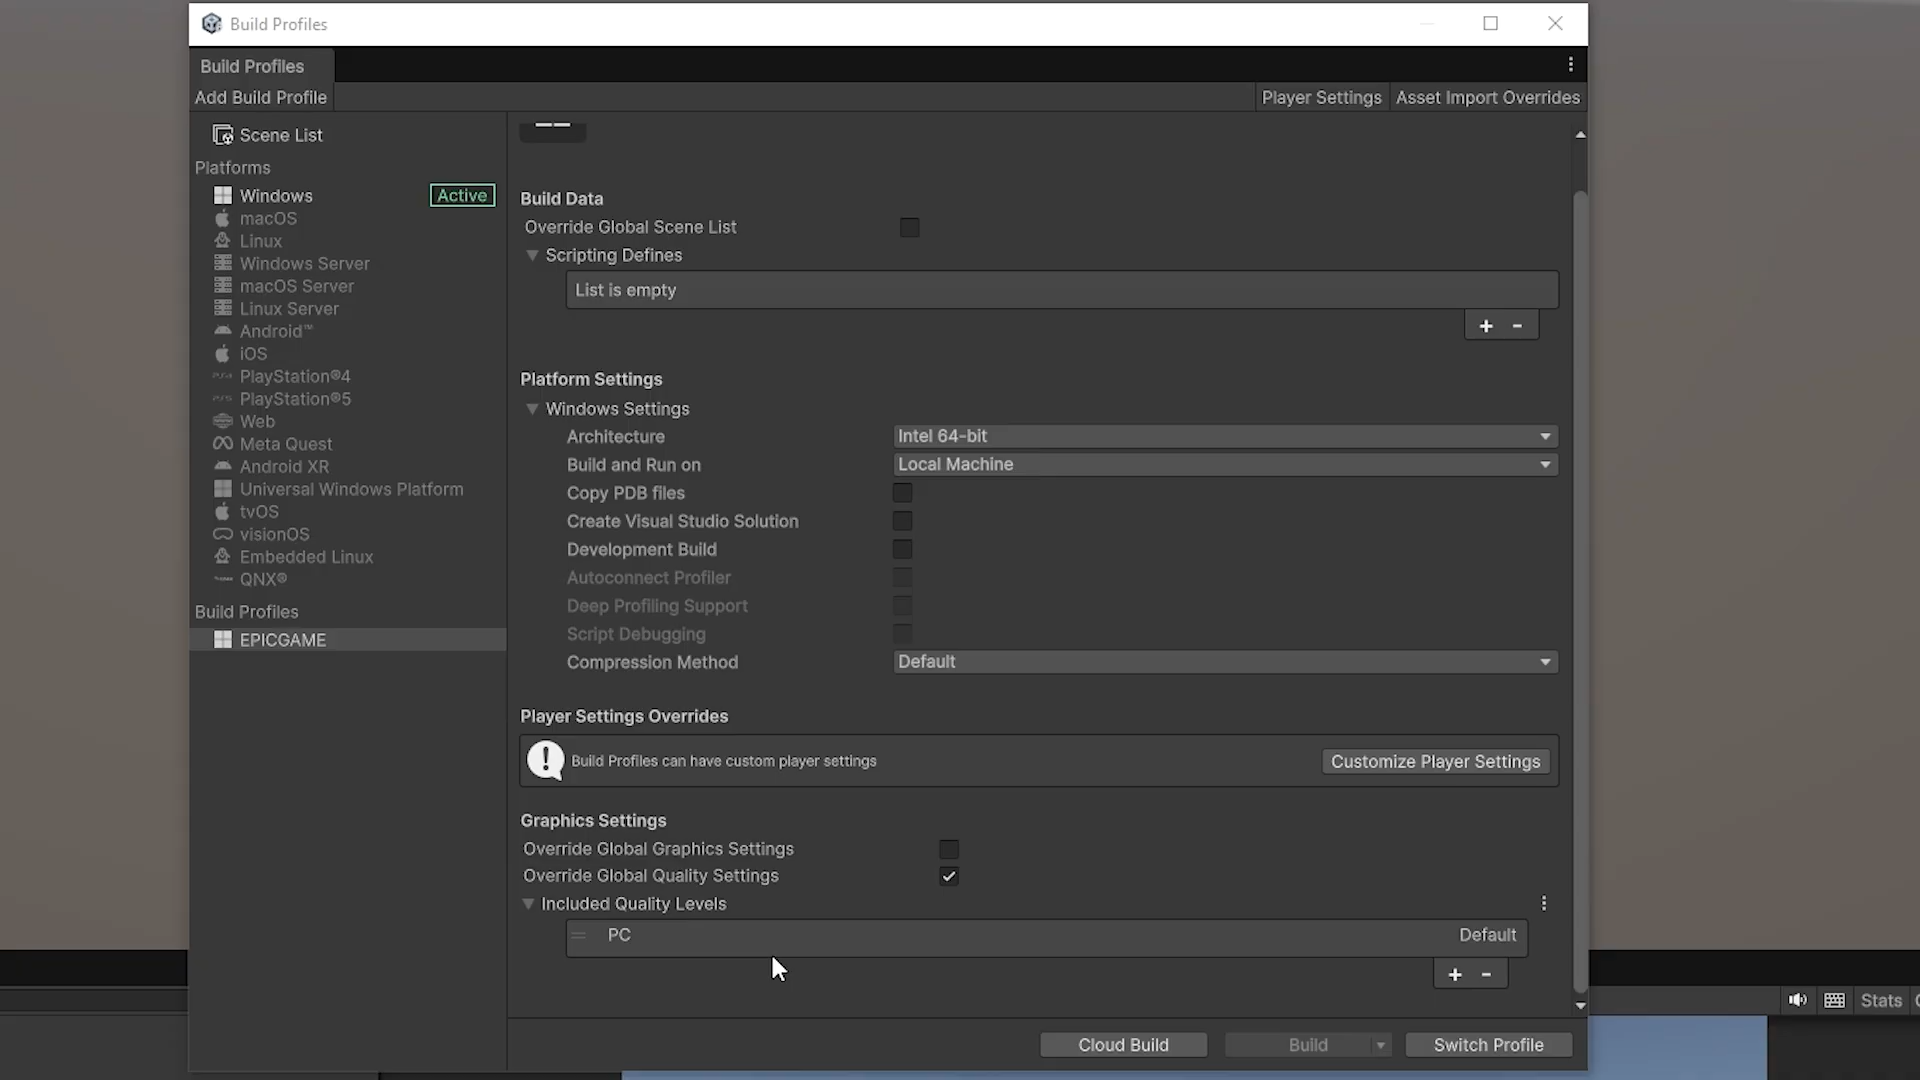 Build Profiles
Build Profiles
Add Build Profile
Player Settings
Asset Import Overrides
Scene List
Platforms
Windows
Active
macOS
Linux
Windows Server
macOS Server
Linux Server
Android™
iOS
PlayStation®4
PlayStation®5
Web
Meta Quest
Android XR
Universal Windows Platform
tvOS
visionOS
Embedded Linux
QNX®
Build Profiles
EPICGAME
Build Data
Override Global Scene List
Scripting Defines
List is empty
+ -
Platform Settings
Windows Settings
Architecture
Intel 64-bit
Build and Run on
Local Machine
Copy PDB files
Create Visual Studio Solution
Development Build
Autoconnect Profiler
Deep Profiling Support
Script Debugging
Compression Method
Default
Player Settings Overrides
! Build Profiles can have custom player settings
Customize Player Settings
Graphics Settings
Override Global Graphics Settings
Override Global Quality Settings
Included Quality Levels
PC
Default
+ -
Cloud Build
Build
Switch Profile
Stats